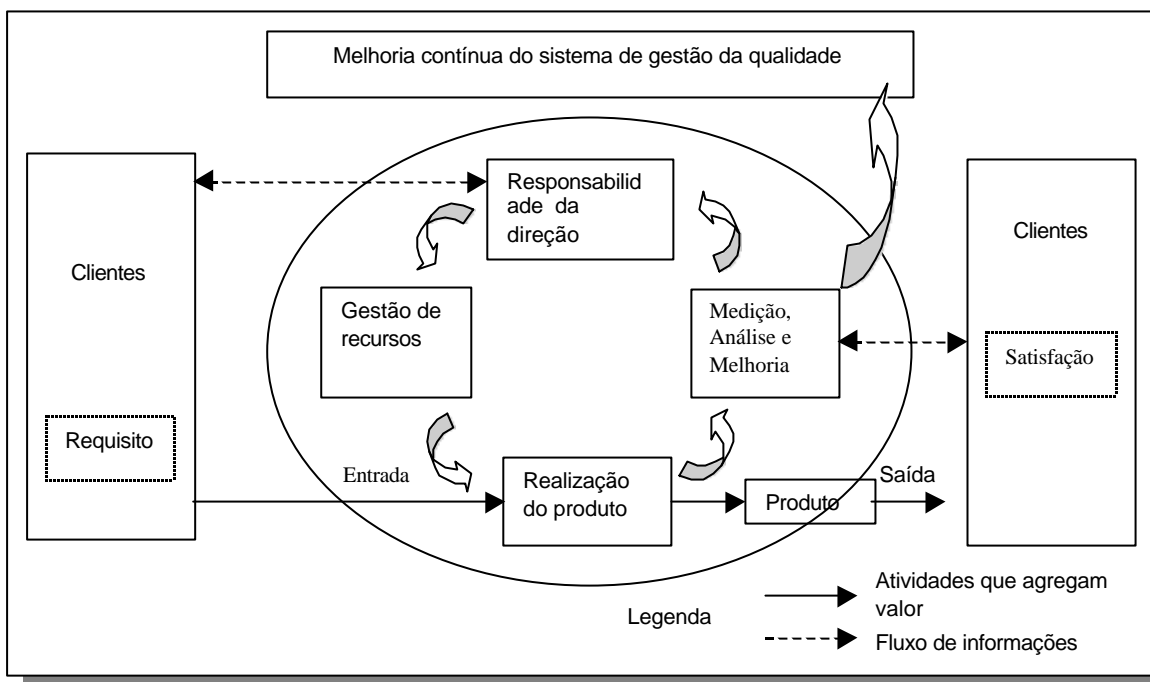 Melhoria contínua do sistema de gestão da qualidade
Responsabilid
ade da
direção
Clientes
Clientes
Gestão de
recursos
Medição,
Análise e
Melhoria
Satisfação
Requisito
Entrada
Realização
do produto
Produto
Saída
Legenda
Atividades que agregam
valor
Fluxo de informações